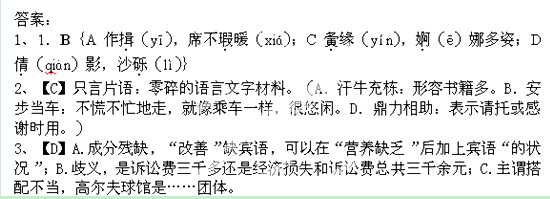 答案：
1、1．B｛A 作揖（yī），席不瑕暖（xiá）；C 夤缘（yín），婀（ē）娜多姿；D
倩（qiàn）影，沙砾（lì）｝
2、【C】只言片语：零碎的语言文字材料。（A．汗牛充栋：形容书籍多。B．安
步当车：不慌不忙地走，就像乘车一样，很悠闲。D．鼎力相助：表示请托或感
谢时用。）
3、【D】A.成分残缺，“改善”缺宾语，可以在“营养缺乏”后加上宾语“的状
况”；B.歧义，是诉讼费三千多还是经济损失和诉讼费总共三千余元；C.主谓搭
配不当，高尔夫球馆是……团体。